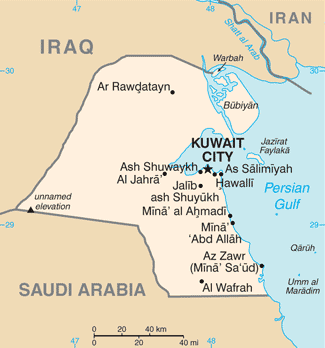 47
48
IRAN
IRAQ
Shatt al Arab
Warbah
30
30
Ar Rawḑatayn
Būbiyān
KUWAIT
CITY
Jazīrat
Faylakā
Ash Shuwaykh
As Sālimīyah
Al Jahrā'
Ḩawallī
Jalīb
ash Shuyūkh
Persian
Gulf
unnamed
elevation
Mīnā' al Aḩmadī
Mīnā'
'Abd Allāh
29
29
Qārūh
Az Zawr
(Mīnā' Sa'ūd)
Umm al
Marādim
SAUDI ARABIA
Al Wafrah
0 20 40 km
0 20 40 mi
47
48